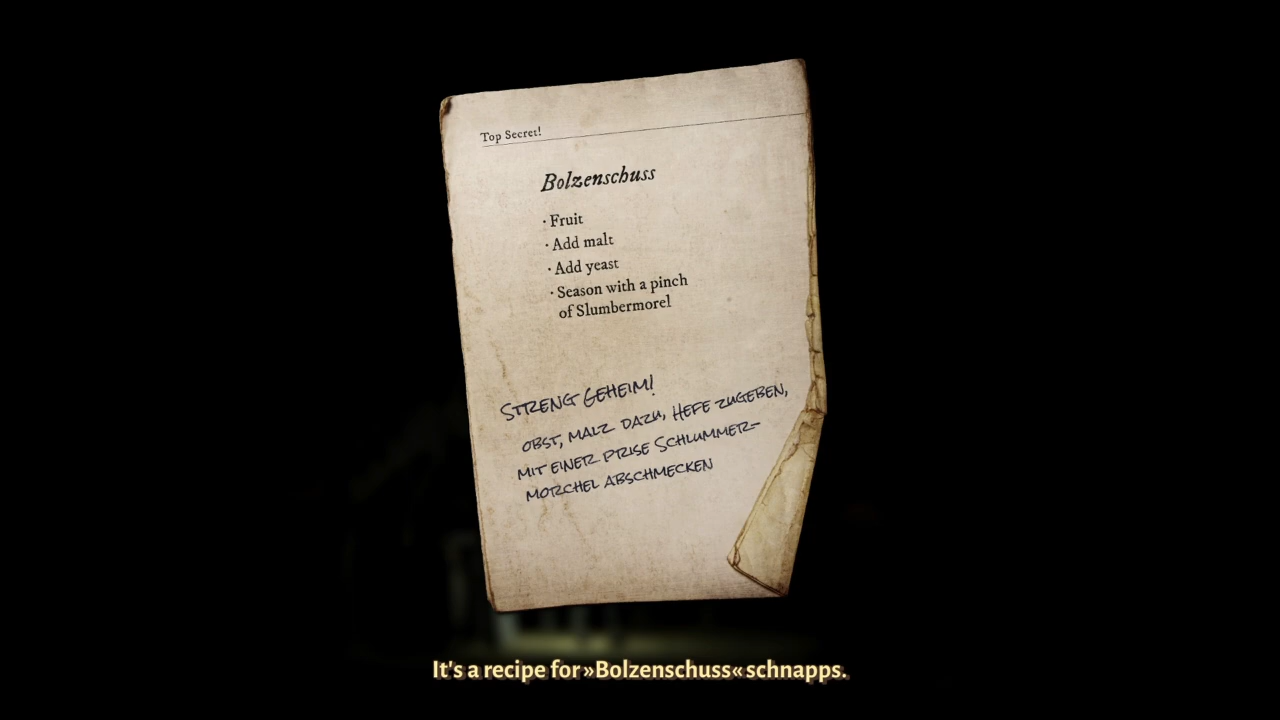 Top Secret!
Bolzenschuss
· Fruit
· Add malt
· Add yeast
· Season with a pinch
of Slumbermorel
STRENG GEHEIM!
OBST, MALZ DAZU, HEFE ZUGEBEN,
MIT EINER PRISE SCHLUMMER-
MORCHEL ABSCHMECKEN
It's a recipe for »Bolzenschuss« schnapps.